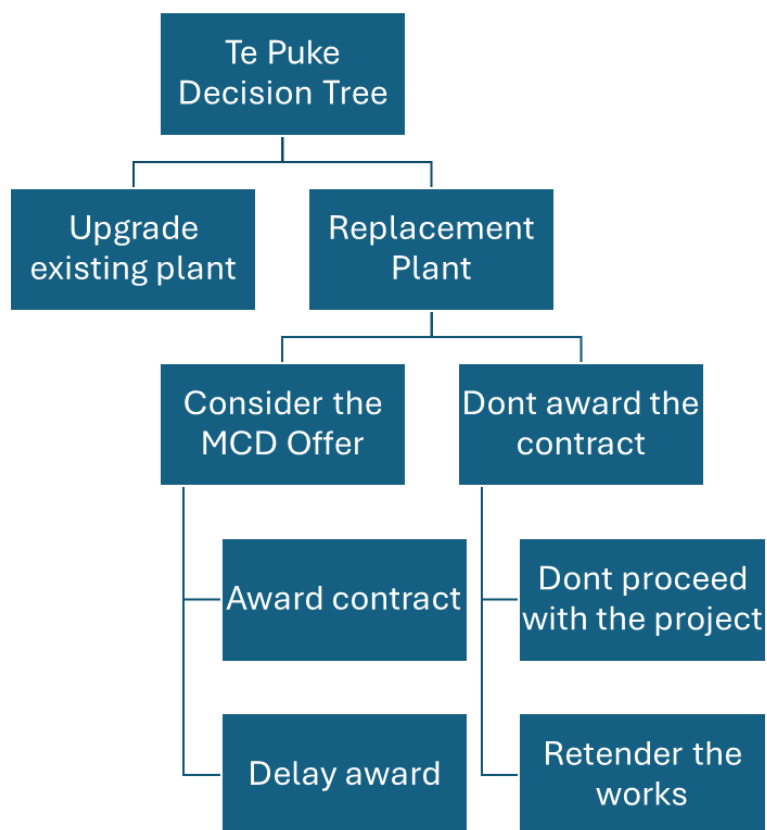 Te Puke
Decision Tree
Upgrade
existing plant
Replacement
Plant
Consider the
MCD Offer
Dont award the
contract
Award contract
Dont proceed
with the project
Delay award
Retender the
works